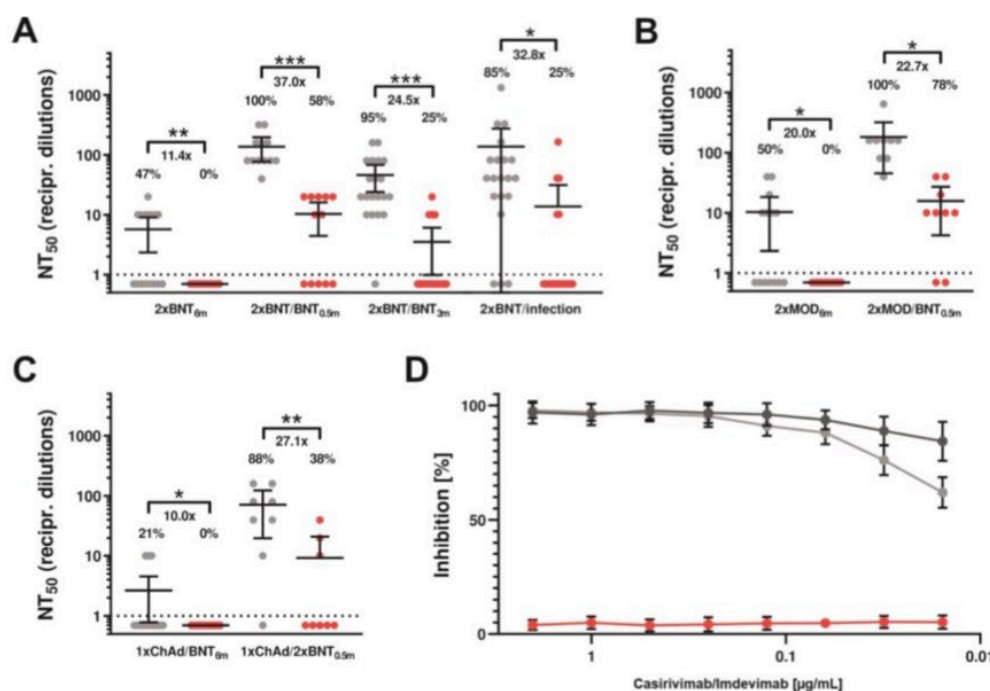 A
NT50 (recipr. dilutions)
1000
100
10
1
**
11.4x
47% 0%
***
37.0x
100% 58%
***
24.5x
95% 25%
*
32.8x
85% 25%
2xBNT6m 2xBNT/BNT0.5m 2xBNT/BNT3m 2xBNT/infection
B
NT50 (recipr. dilutions)
1000
100
10
1
*
20.0x
50% 0%
*
22.7x
100% 78%
2xMOD6m 2xMOD/BNT0.5m
C
NT50 (recipr. dilutions)
1000
100
10
1
*
10.0x
21% 0%
**
27.1x
88% 38%
1xChAd/BNT6m 1xChAd/2xBNT0.5m
D
Inhibition [%]
100
50
0
1 0.1 0.01
Casirivimab/Imdevimab [µg/mL]